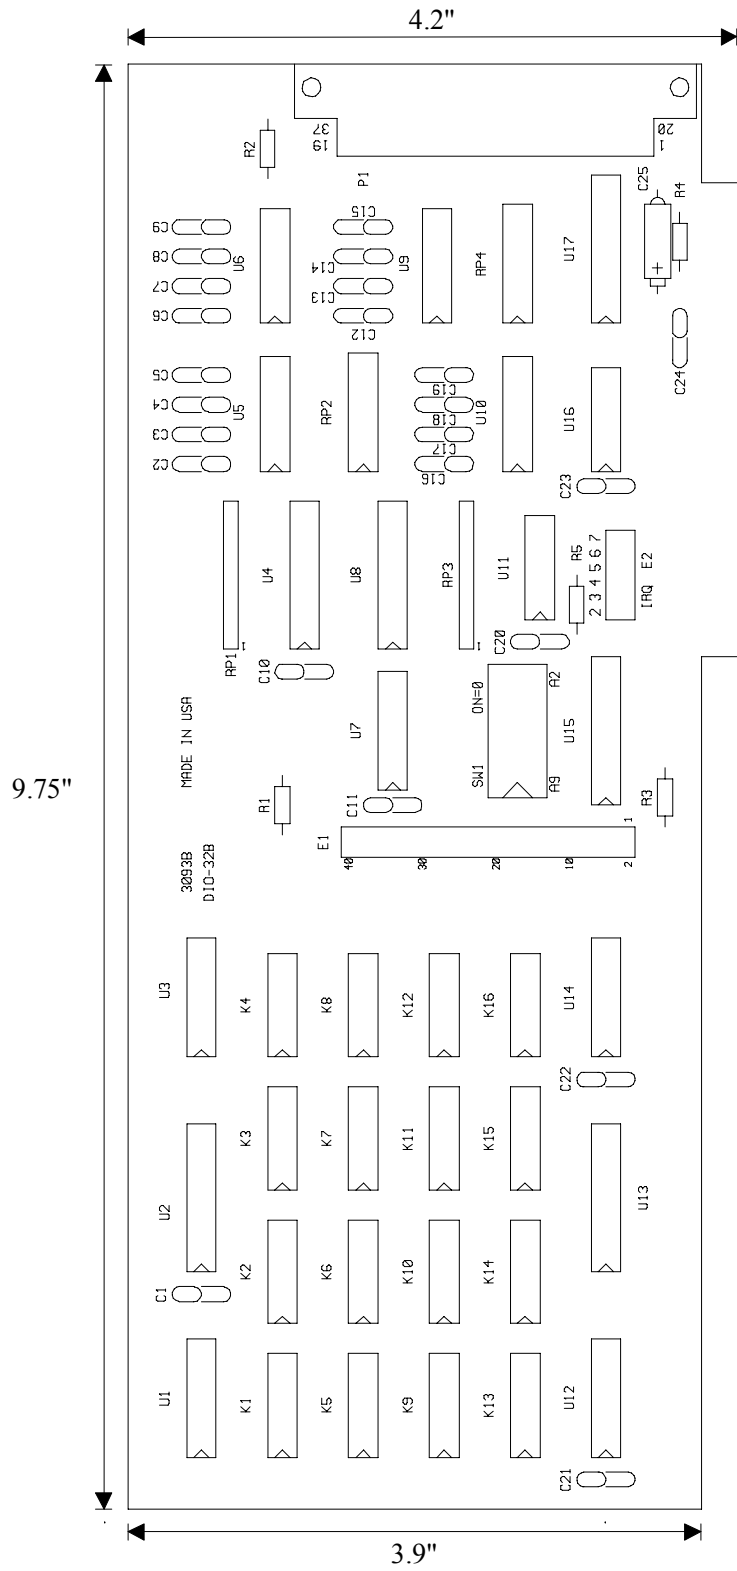 4.2"
37
19
20
1
R2
P1
C25
R4
C9
C8
C7
C6
U6
C15
C14
C13
C12
U9
RP4
U17
C24
C5
C4
C3
C2
U5
RP2
C19
C18
C17
C16
U10
U16
C23
U4
U8
RP3
U11
R5
2 3 4 5 6 7
IRQ E2
RP1
1
1
C10
C20
MADE IN USA
U7
ON=0
SW1
A2
A9
U15
9.75"
R1
C11
R3
E1
40
30
20
10
2
1
3093B
DIO-32B
U3
K4
K8
K12
K16
U14
C22
K3
K7
K11
K15
U2
U13
K2
K6
K10
K14
C1
U1
K1
K5
K9
K13
U12
C21
3.9"